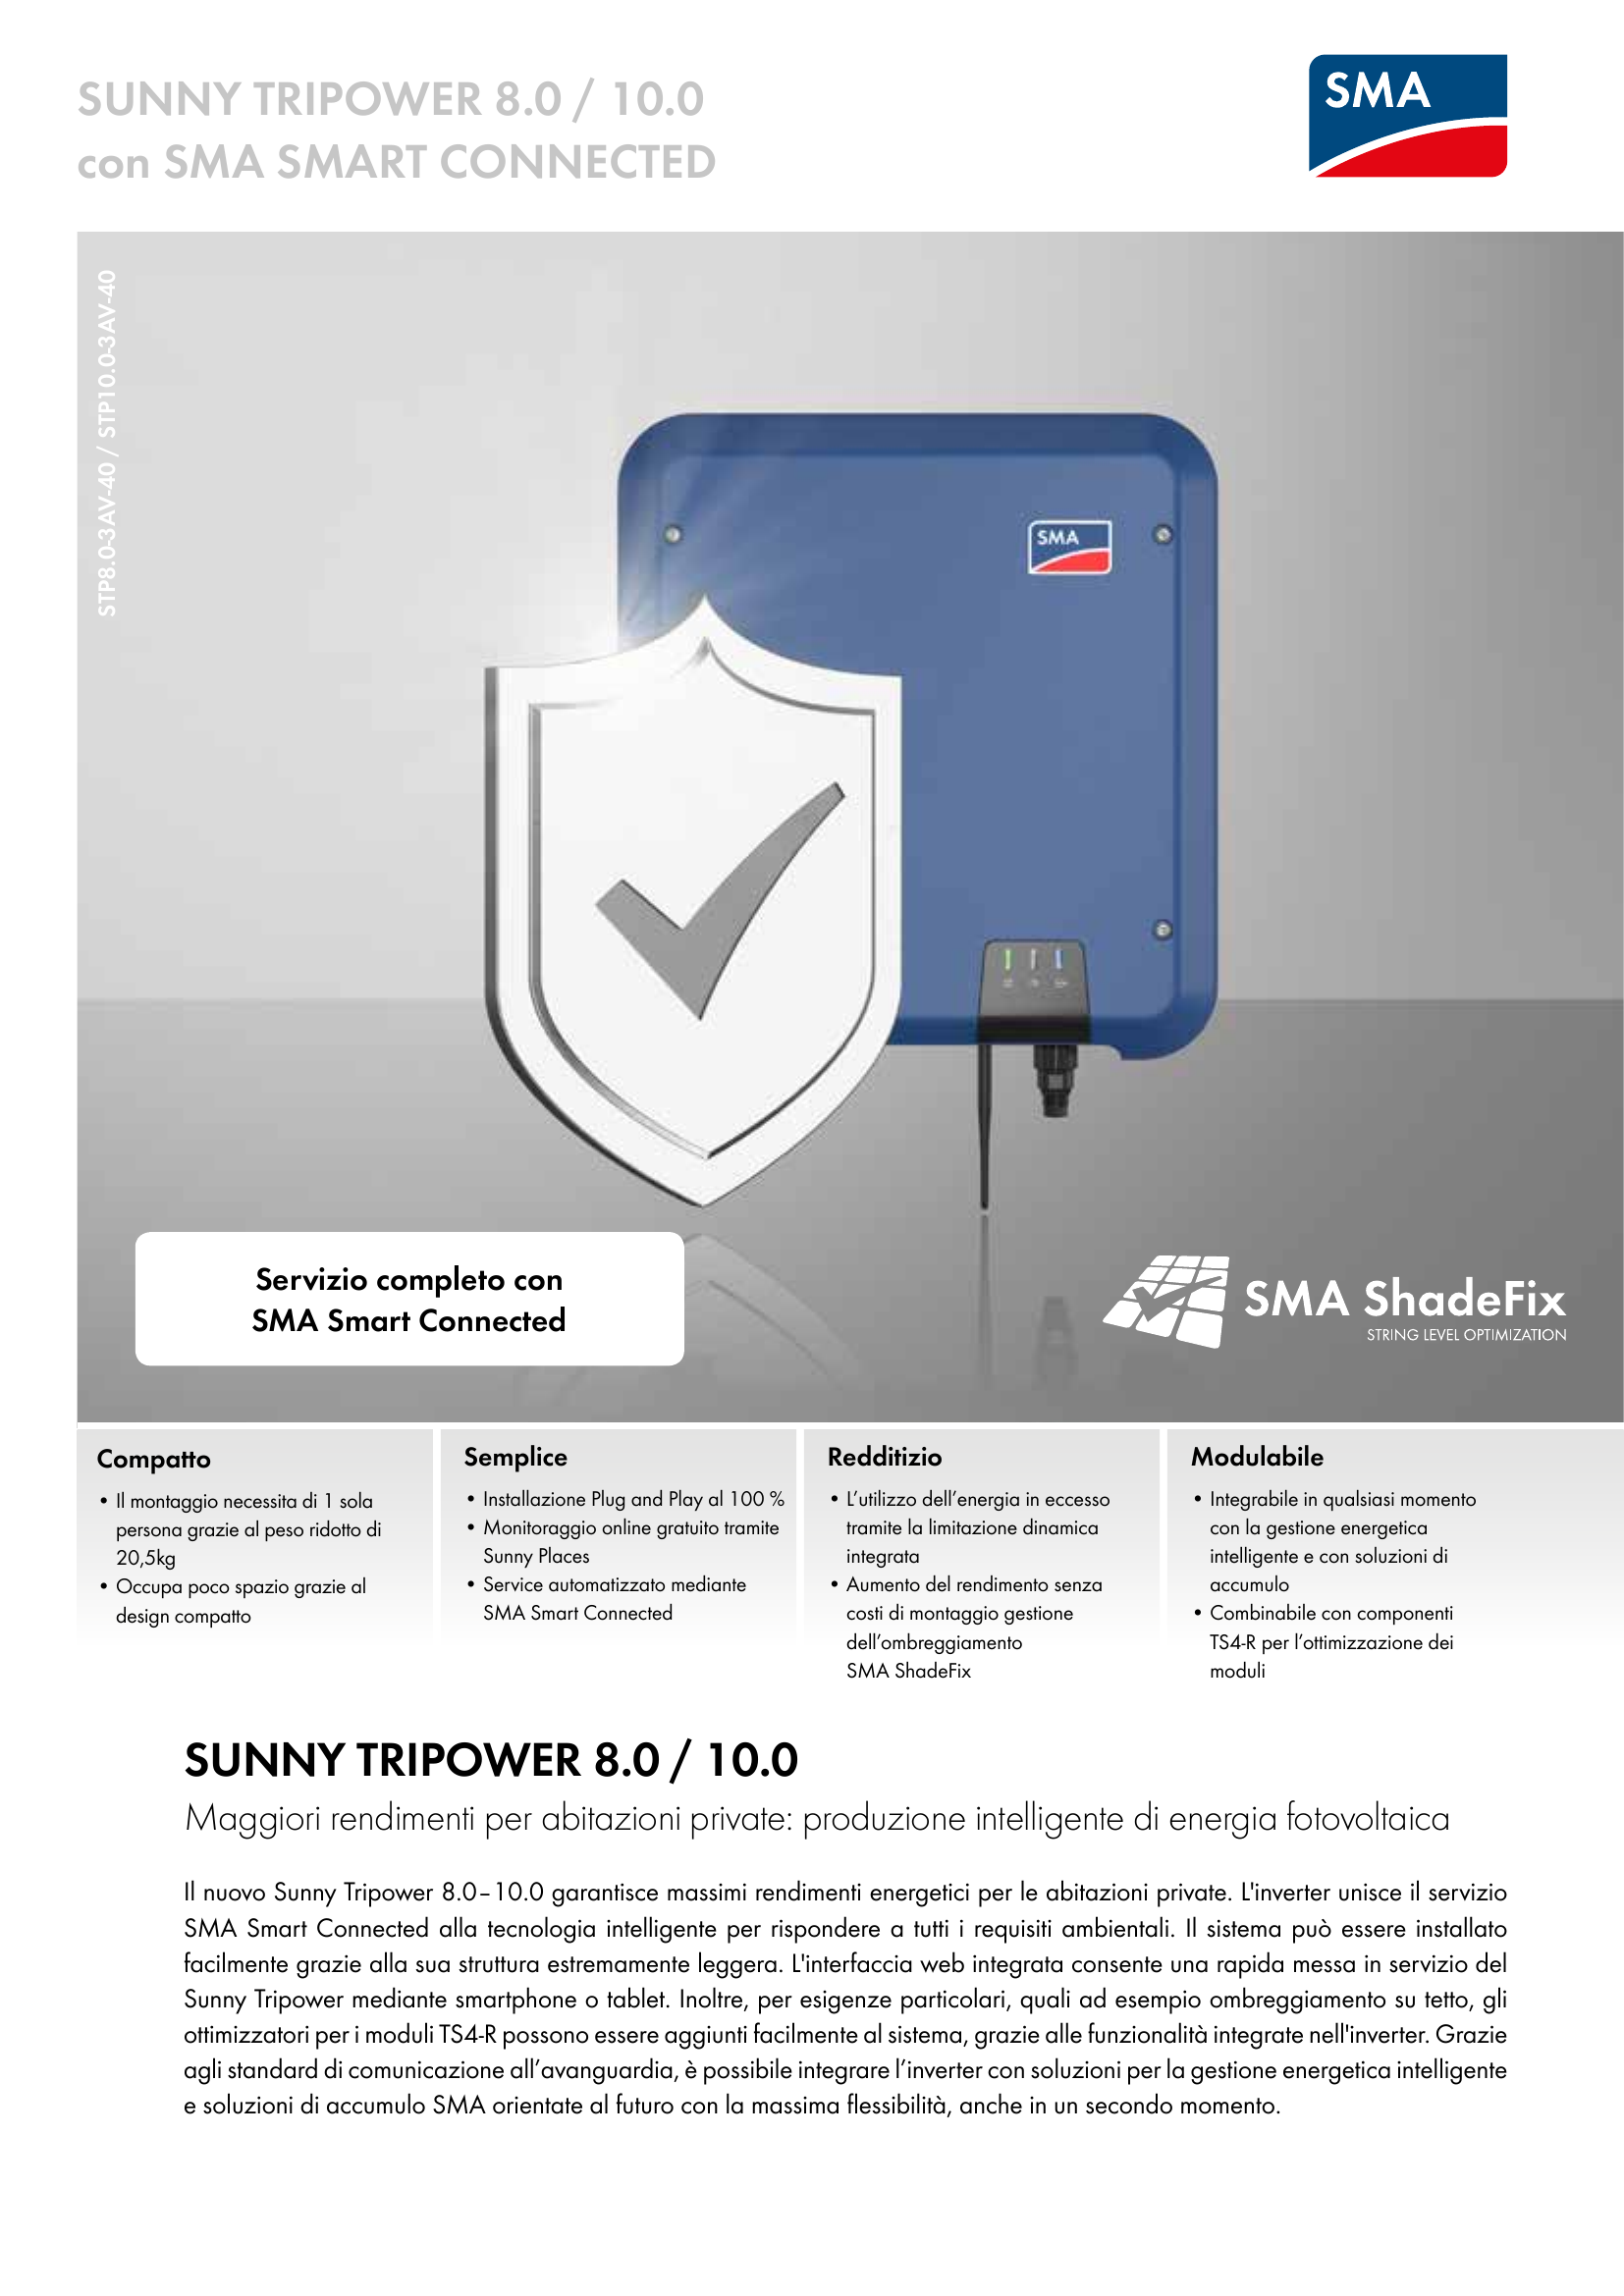 SUNNY TRIPOWER 8.0 / 10.0
con SMA SMART CONNECTED
SMA
STP8.0-3AV-40 / STP10.0-3AV-40
SMA
Servizio completo con
SMA Smart Connected
SMA ShadeFix
STRING LEVEL OPTIMIZATION
Compatto
• Il montaggio necessita di 1 sola
persona grazie al peso ridotto di
20,5kg
• Occupa poco spazio grazie al
design compatto
Semplice
• Installazione Plug and Play al 100 %
• Monitoraggio online gratuito tramite
Sunny Places
• Service automatizzato mediante
SMA Smart Connected
Redditizio
• L’utilizzo dell’energia in eccesso
tramite la limitazione dinamica
integrata
• Aumento del rendimento senza
costi di montaggio gestione
dell’ombreggiamento
SMA ShadeFix
Modulabile
• Integrabile in qualsiasi momento
con la gestione energetica
intelligente e con soluzioni di
accumulo
• Combinabile con componenti
TS4-R per l’ottimizzazione dei
moduli
SUNNY TRIPOWER 8.0 / 10.0
Maggiori rendimenti per abitazioni private: produzione intelligente di energia fotovoltaica
Il nuovo Sunny Tripower 8.0–10.0 garantisce massimi rendimenti energetici per le abitazioni private. L'inverter unisce il servizio
SMA Smart Connected alla tecnologia intelligente per rispondere a tutti i requisiti ambientali. Il sistema può essere installato
facilmente grazie alla sua struttura estremamente leggera. L'interfaccia web integrata consente una rapida messa in servizio del
Sunny Tripower mediante smartphone o tablet. Inoltre, per esigenze particolari, quali ad esempio ombreggiamento su tetto, gli
ottimizzatori per i moduli TS4-R possono essere aggiunti facilmente al sistema, grazie alle funzionalità integrate nell'inverter. Grazie
agli standard di comunicazione all’avanguardia, è possibile integrare l’inverter con soluzioni per la gestione energetica intelligente
e soluzioni di accumulo SMA orientate al futuro con la massima flessibilità, anche in un secondo momento.